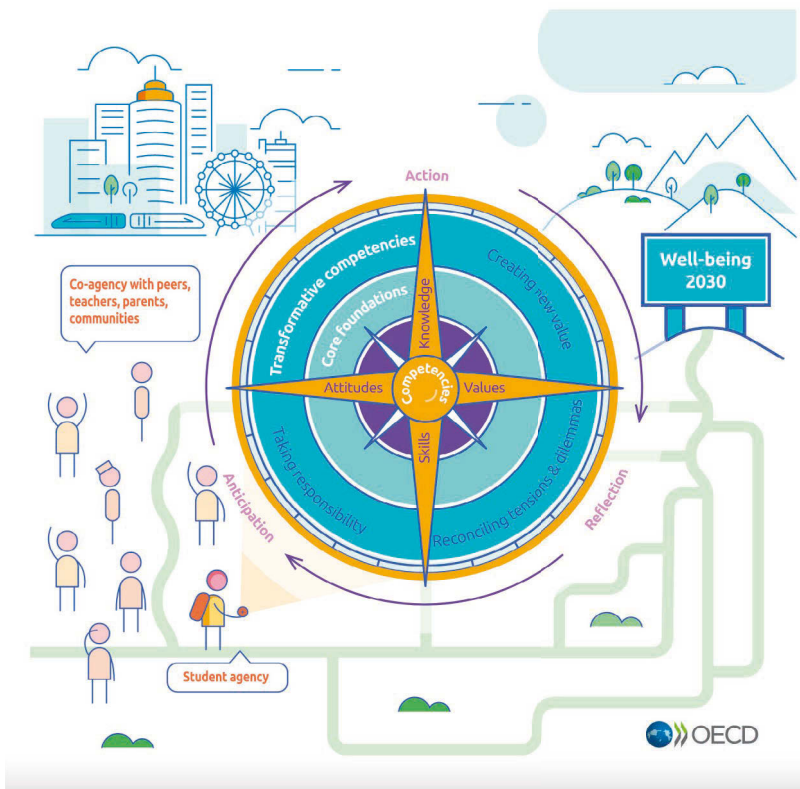 Action
Transformative competencies
Creating new value
Core foundations
Knowledge
Well-being
2030
Co-agency with peers,
teachers, parents,
communities
Attitudes
Competencies
Values
Skills
Taking responsibility
Reconciling tensions & dilemmas
Anticipation
Reflection
Student agency
OECD